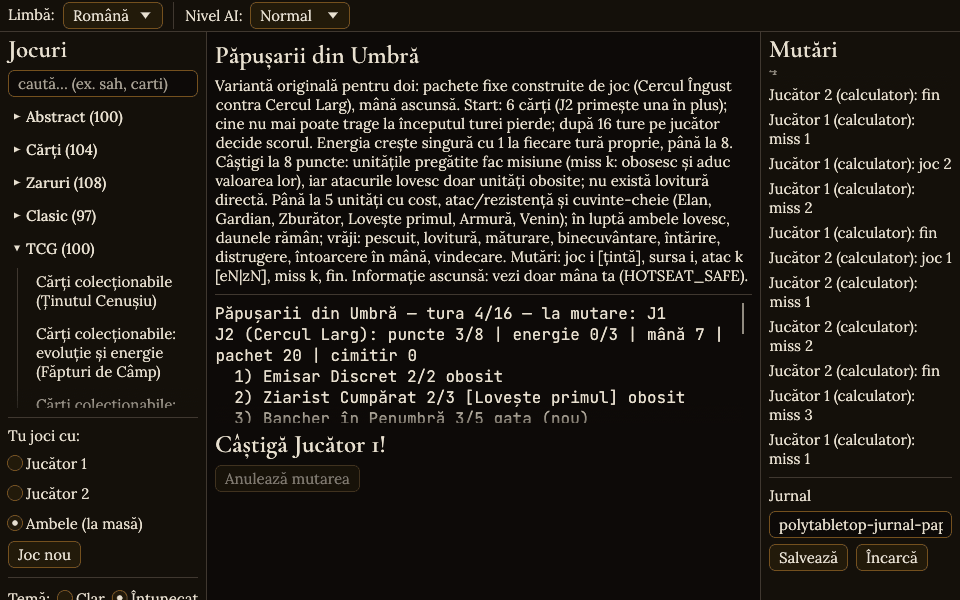 Limbă: Română ▼ Nivel AI: Normal ▼
Jocuri
caută... (ex. sah, carti)
▸ Abstract (100)
▸ Cărți (104)
▸ Zaruri (108)
▸ Clasic (97)
▾ TCG (100)
Cărți colecționabile
(Ținutul Cenușiu)
Cărți colecționabile:
evoluție și energie
(Făpturi de Câmp)
Cărți colecționabile:
Tu joci cu:
Jucător 1
Jucător 2
Ambele (la masă)
Joc nou
Temă: Clar Întunecat
Păpușarii din Umbră
Variantă originală pentru doi: pachete fixe construite de joc (Cercul Îngust
contra Cercul Larg), mână ascunsă. Start: 6 cărți (J2 primește una în plus);
cine nu mai poate trage la începutul turei pierde; după 16 ture pe jucător
decide scorul. Energia crește singură cu 1 la fiecare tură proprie, până la 8.
Câștigi la 8 puncte: unitățile pregătite fac misiune (miss k: obosesc și aduc
valoarea lor), iar atacurile lovesc doar unități obosite; nu există lovitură
directă. Până la 5 unități cu cost, atac/rezistență și cuvinte-cheie (Elan,
Gardian, Zburător, Lovește primul, Armură, Venin); în luptă ambele lovesc,
daunele rămân; vrăji: pescuit, lovitură, măturare, binecuvântare, întărire,
distrugere, întoarcere în mână, vindecare. Mutări: joc i [țintă], sursa i, atac k
[eN|zN], miss k, fin. Informație ascunsă: vezi doar mâna ta (HOTSEAT_SAFE).
Păpușarii din Umbră — tura 4/16 — la mutare: J1
J2 (Cercul Larg): puncte 3/8 | energie 0/3 | mână 7 |
pachet 20 | cimitir 0
1) Emisar Discret 2/2 obosit
2) Ziarist Cumpărat 2/3 [Lovește primul] obosit
3) Bancher în Penumbră 3/5 gata (nou)
Câștigă Jucător 1!
Anulează mutarea
Mutări
Jucător 2 (calculator): fin
Jucător 1 (calculator):
miss 1
Jucător 1 (calculator): joc 2
Jucător 1 (calculator):
miss 2
Jucător 1 (calculator): fin
Jucător 2 (calculator): joc 1
Jucător 2 (calculator):
miss 1
Jucător 2 (calculator):
miss 2
Jucător 2 (calculator): fin
Jucător 1 (calculator):
miss 3
Jucător 1 (calculator):
miss 1
Jurnal
polytabletop-jurnal-pap
Salvează Încarcă